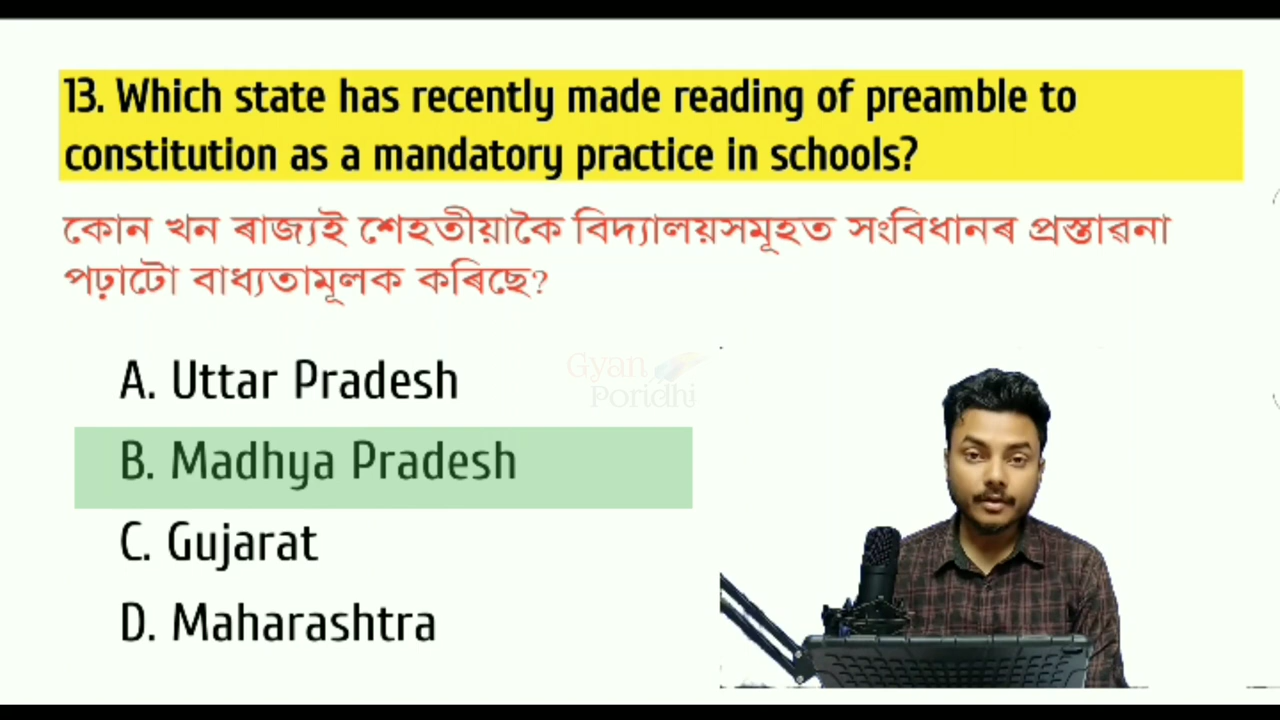 13. Which state has recently made reading of preamble to
constitution as a mandatory practice in schools?
কোন খন ৰাজ্যই শেহতীয়াকৈ বিদ্যালয়সমূহত সংবিধানৰ প্ৰস্তাৱনা
পঢ়াটো বাধ্যতামূলক কৰিছে?
Gyan
Poridhi
A. Uttar Pradesh
B. Madhya Pradesh
C. Gujarat
D. Maharashtra